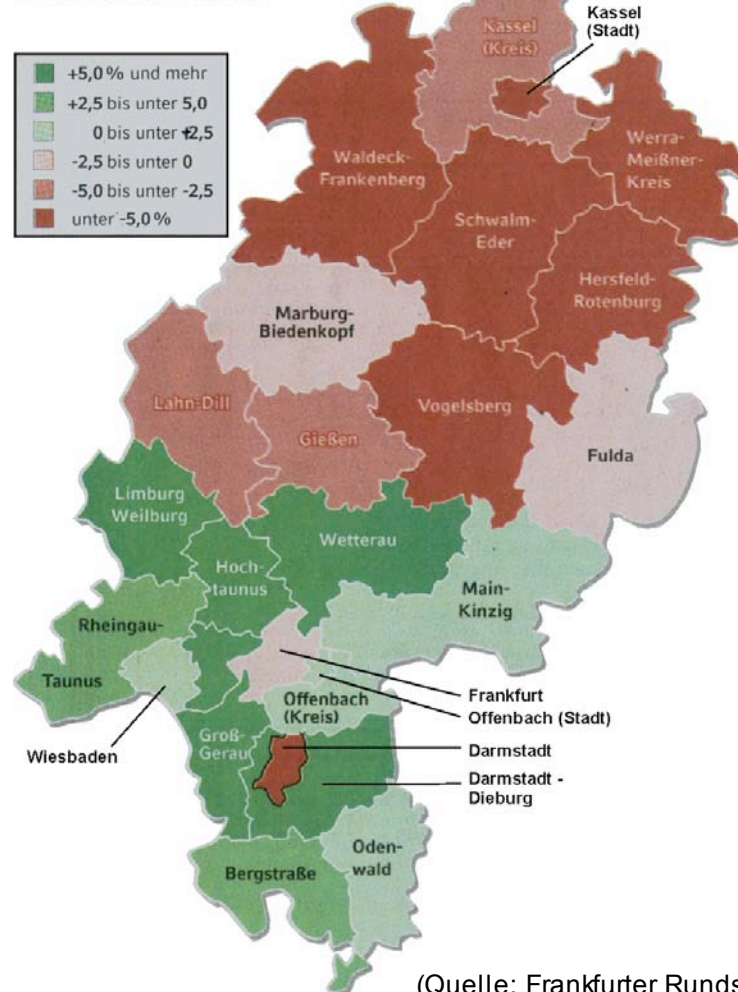 +5,0% und mehr
+2,5 bis unter 5,0
0 bis unter +2,5
-2,5 bis unter 0
-5,0 bis unter -2,5
unter -5,0%
Kassel
(Stadt)
Kassel
(Kreis)
Waldeck-
Frankenberg
Werra-
Meißner-
Kreis
Schwalm-
Eder
Hersfeld-
Rotenburg
Marburg-
Biedenkopf
Lahn-Dill
Gießen
Vogelsberg
Fulda
Limburg
Weilburg
Hoch-
taunus
Wetterau
Main-
Kinzig
Rheingau-
Taunus
Wiesbaden
Offenbach
(Kreis)
Frankfurt
Offenbach (Stadt)
Groß-
Gerau
Darmstadt
Darmstadt -
Dieburg
Bergstraße
Oden-
wald
(Quelle: Frankfurter Runds